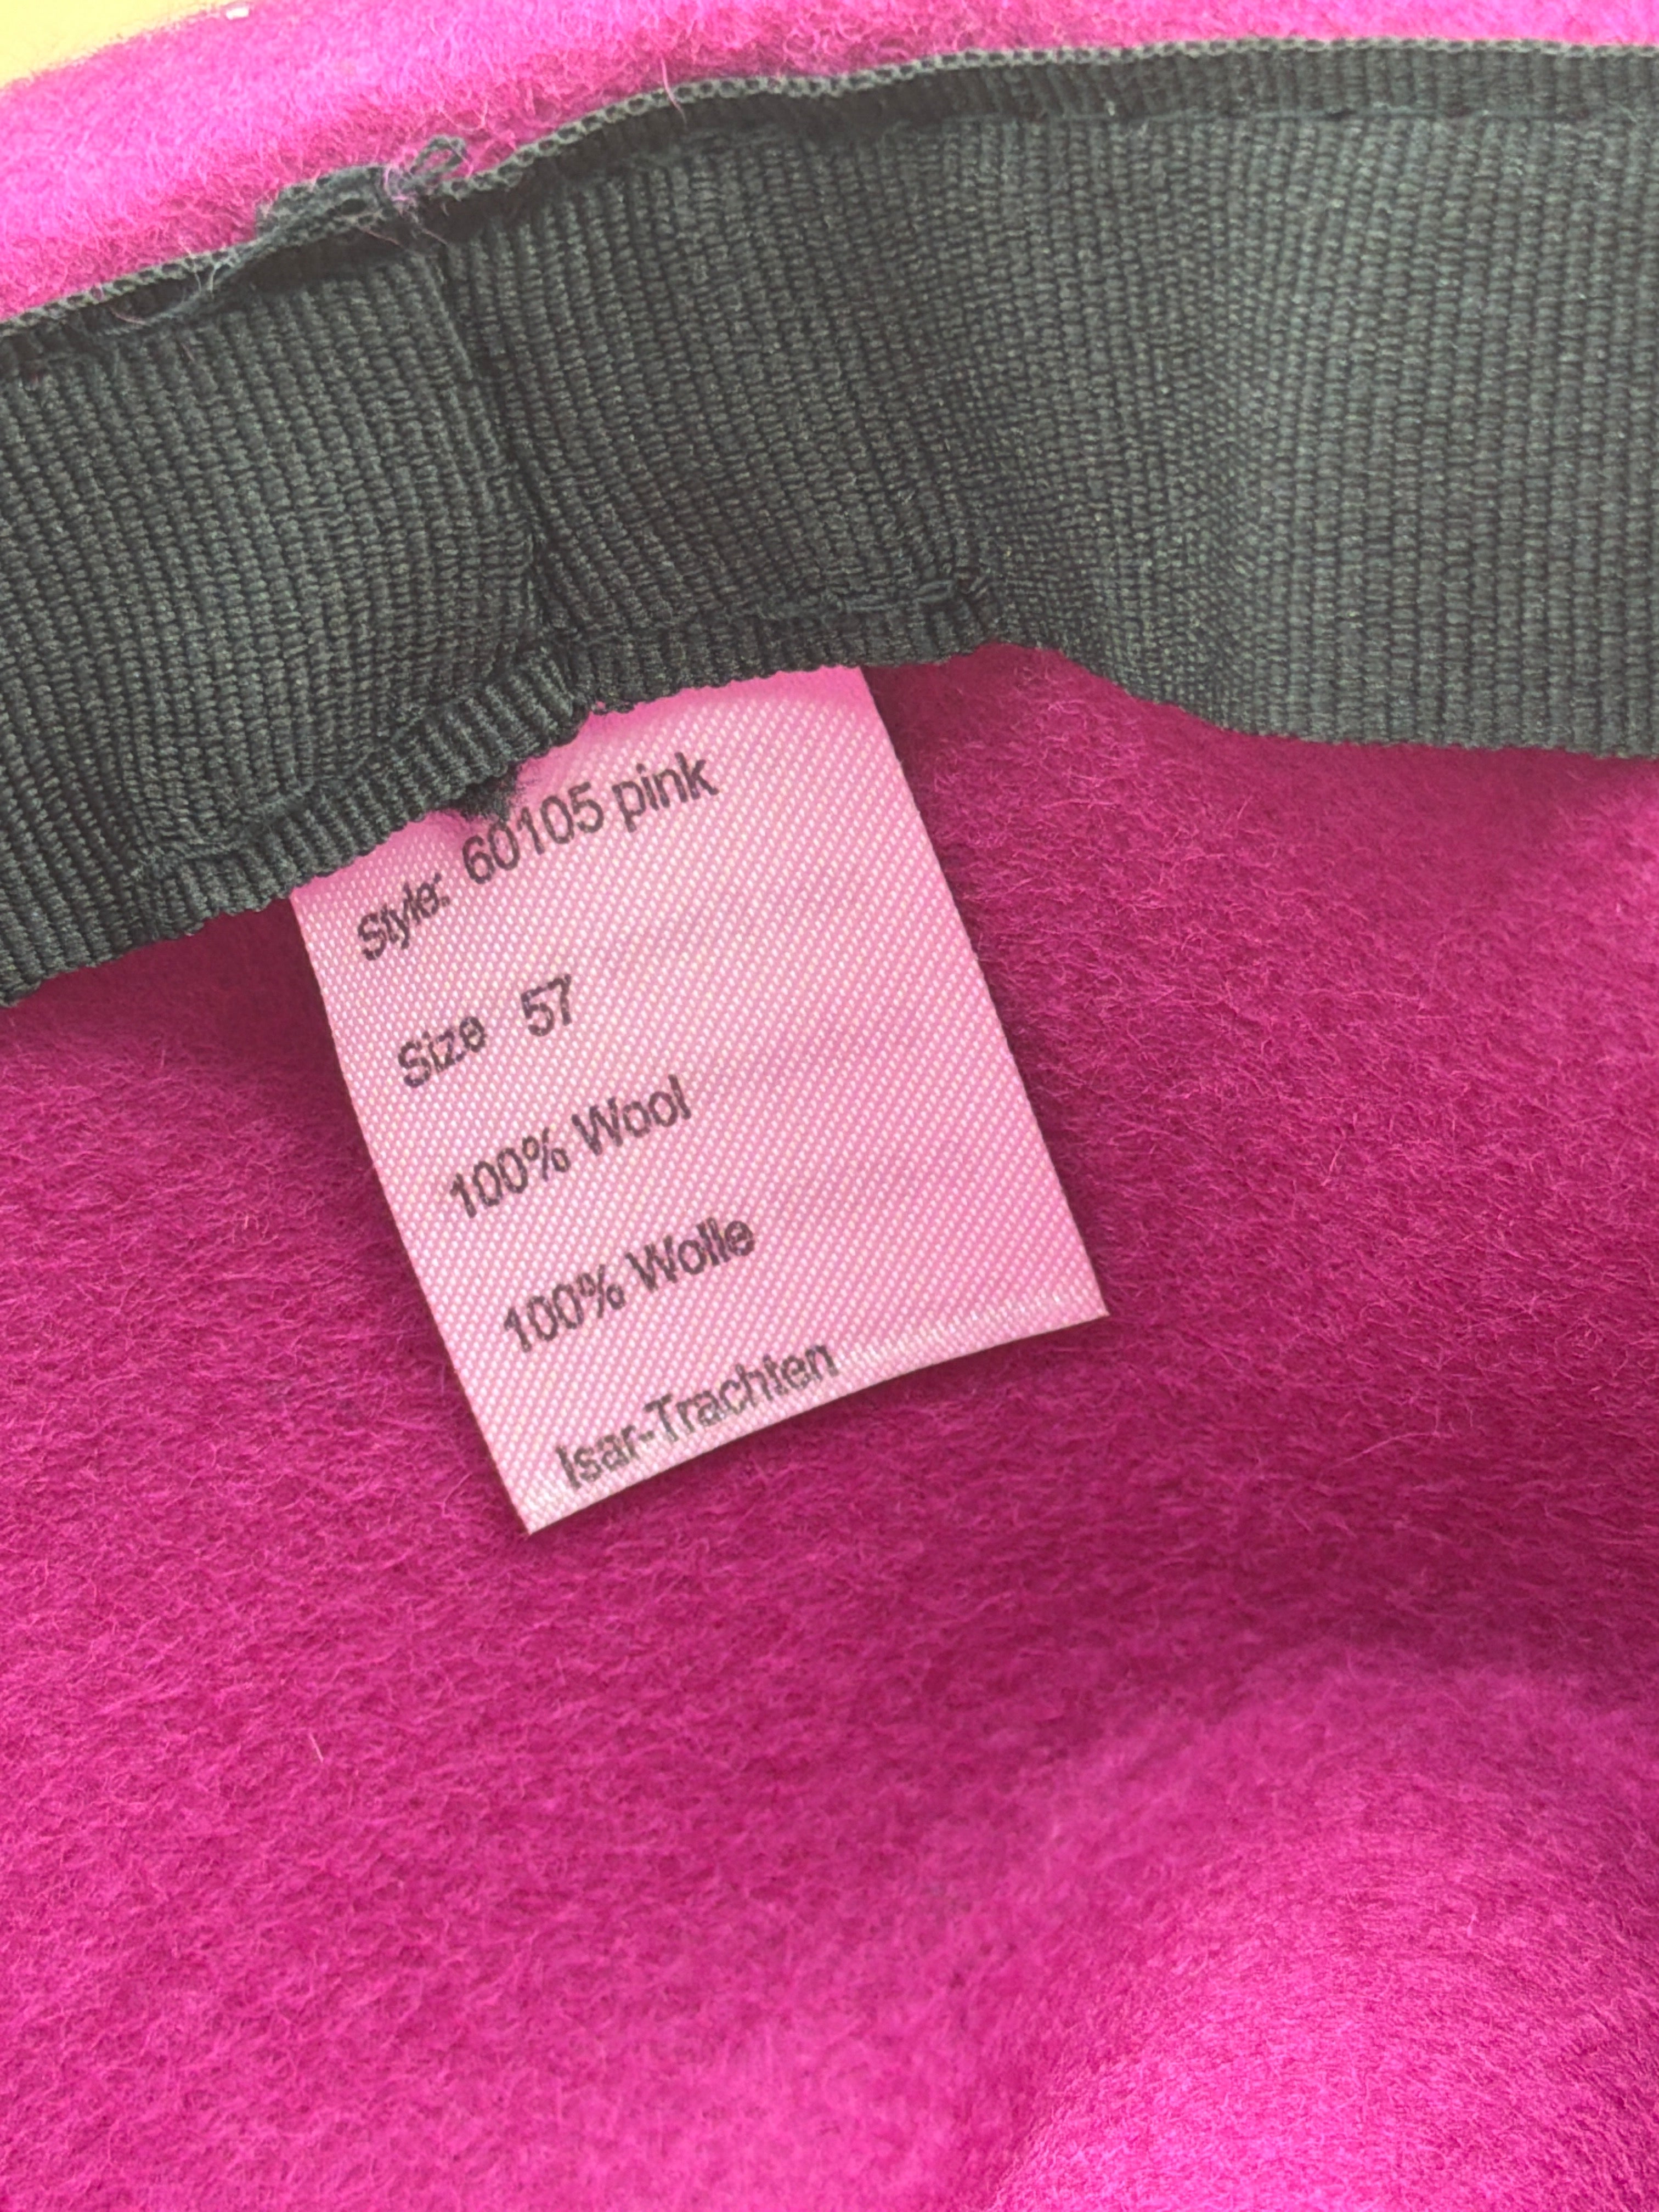 Style: 60105 pink
Size 57
100% Wool
100% Wolle
Isar-Trachten